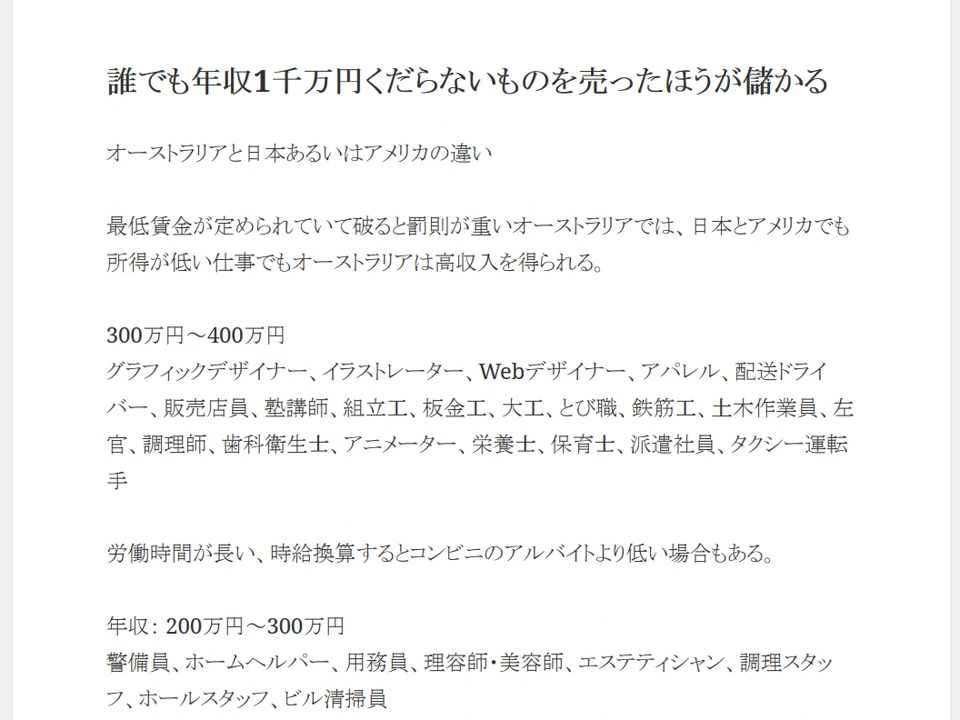 誰でも年収1千万円くだらないものを売ったほうが儲かる
オーストラリアと日本あるいはアメリカの違い
最低賃金が定められていて破ると罰則が重いオーストラリアでは、日本とアメリカでも
所得が低い仕事でもオーストラリアは高収入を得られる。
300万円〜400万円
グラフィックデザイナー、イラストレーター、Webデザイナー、アパレル、配送ドライ
バー、販売店員、塾講師、組立工、板金工、大工、とび職、鉄筋工、土木作業員、左
官、調理師、歯科衛生士、アニメーター、栄養士、保育士、派遣社員、タクシー運転
手
労働時間が長い、時給換算するとコンビニのアルバイトより低い場合もある。
年収： 200万円〜300万円
警備員、ホームヘルパー、用務員、理容師・美容師、エステティシャン、調理スタッ
フ、ホールスタッフ、ビル清掃員